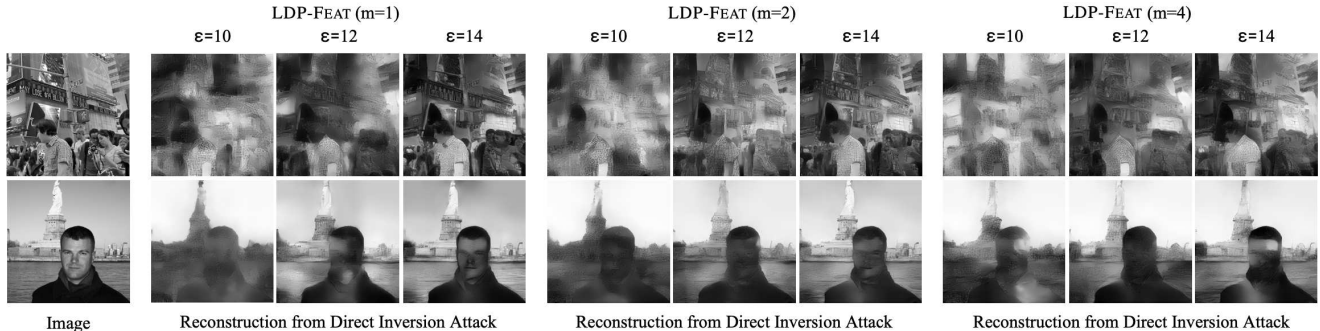 LDP-FEAT (m=1) LDP-FEAT (m=2) LDP-FEAT (m=4)
ε=10 ε=12 ε=14 ε=10 ε=12 ε=14 ε=10 ε=12 ε=14
Image Reconstruction from Direct Inversion Attack Reconstruction from Direct Inversion Attack Reconstruction from Direct Inversion Attack